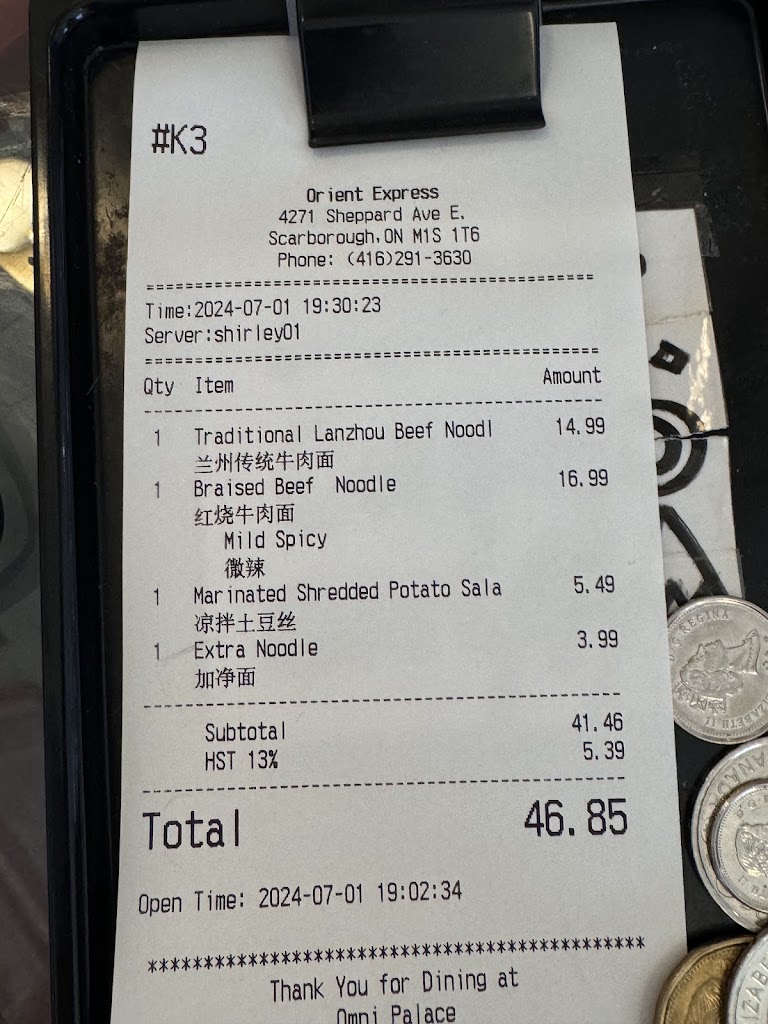 #K3
Orient Express
4271 Sheppard Ave E.
Scarborough,ON M1S 1T6
Phone: (416)291-3630
================================================
Time:2024-07-01 19:30:23
Server:shirley01
================================================
Qty Item Amount
------------------------------------------------
1 Traditional Lanzhou Beef Noodl 14.99
兰州传统牛肉面
1 Braised Beef Noodle 16.99
红烧牛肉面
Mild Spicy
微辣
1 Marinated Shredded Potato Sala 5.49
凉拌土豆丝
1 Extra Noodle 3.99
加净面
------------------------------------------------
Subtotal 41.46
HST 13% 5.39
------------------------------------------------
Total 46.85
Open Time: 2024-07-01 19:02:34
********************************************
Thank You for Dining at
Omni Palace
REGINA
ELIZABETH II
CANADA